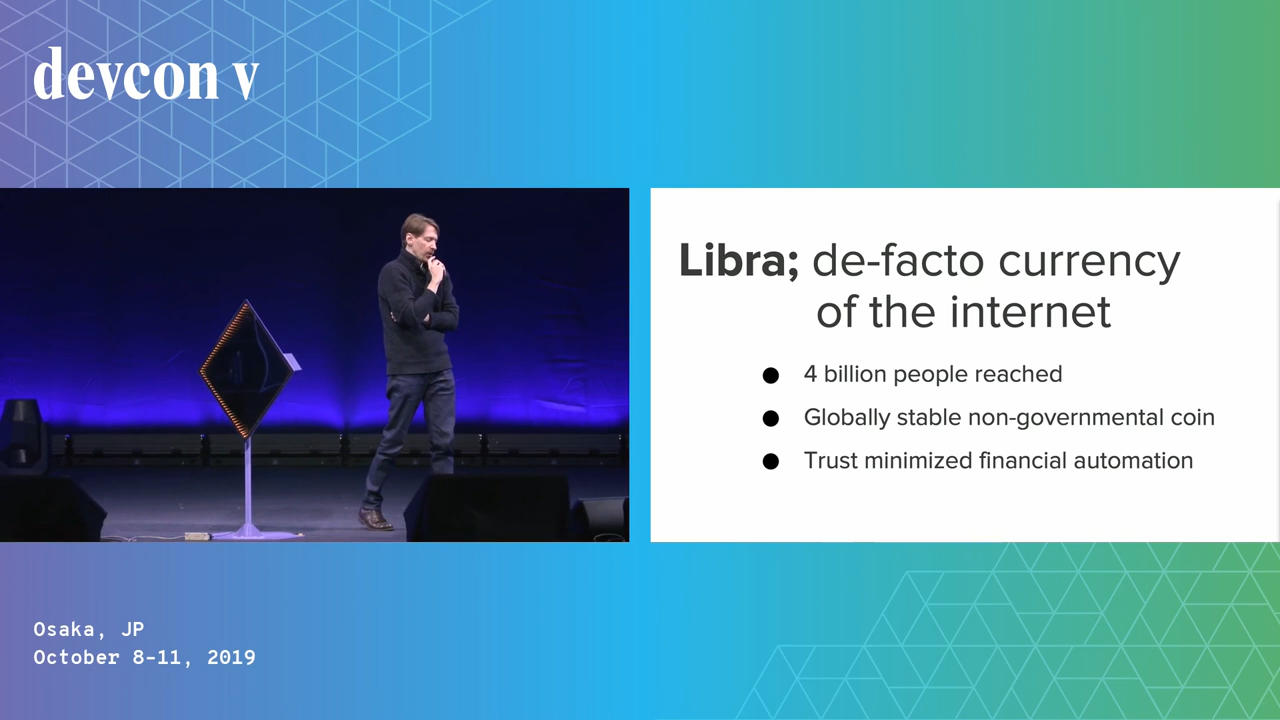 devcon v
Libra; de-facto currency
of the internet
● 4 billion people reached
● Globally stable non-governmental coin
● Trust minimized financial automation
Osaka, JP
October 8-11, 2019